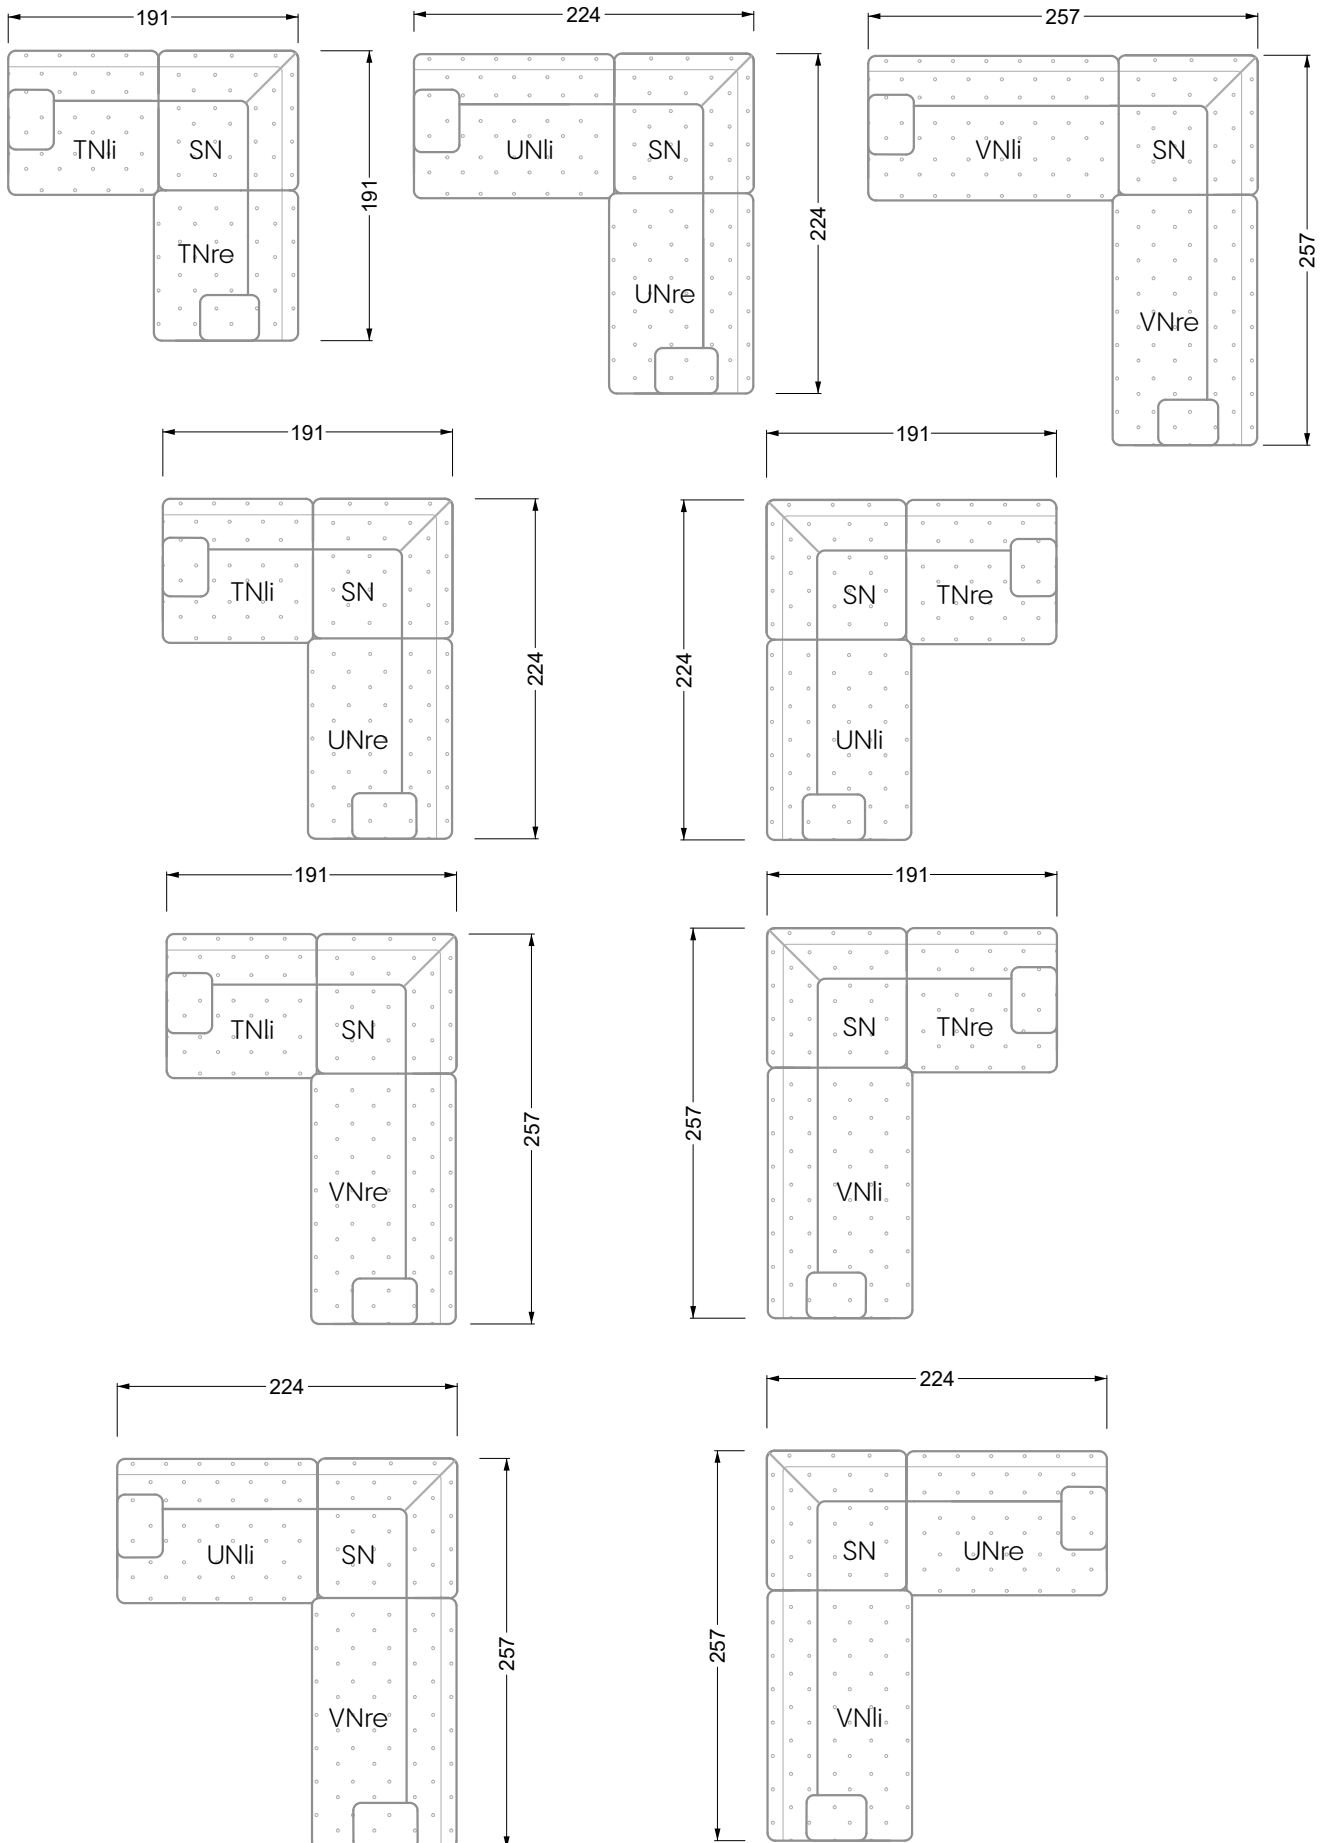 191
TNli SN
191
TNre
224
UNli SN
224
UNre
257
VNli SN
257
VNre
191
TNli SN
224
UNre
191
SN TNre
224
UNli
191
TNli SN
257
VNre
191
SN TNre
257
VNli
224
UNli SN
257
VNre
224
SN UNre
257
VNli